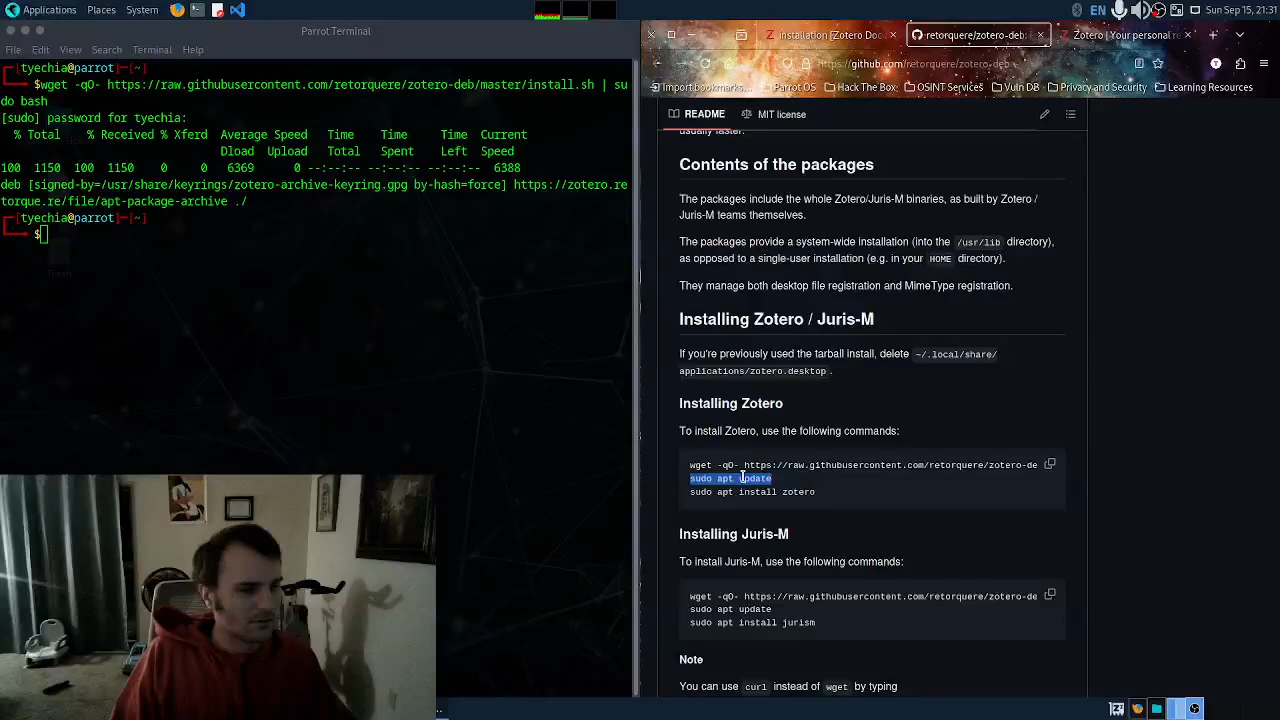 Applications Places System
EN Sun Sep 15, 21:31
Parrot Terminal
File Edit View Search Terminal Help
┌─[tyechia@parrot]─[~]
└──╼ $wget -qO- https://raw.githubusercontent.com/retorquere/zotero-deb/master/install.sh | su
do bash
[sudo] password for tyechia:
% Total % Received % Xferd Average Speed Time Time Time Current
Dload Upload Total Spent Left Speed
100 1150 100 1150 0 0 6369 0 --:--:-- --:--:-- --:--:-- 6388
deb [signed-by=/usr/share/keyrings/zotero-archive-keyring.gpg by-hash=force] https://zotero.re
torque.re/file/apt-package-archive ./
┌─[tyechia@parrot]─[~]
└──╼ $
Trash
installation [Zotero Doc
retorquere/zotero-deb:
Zotero | Your personal r
https://github.com/retorquere/zotero-deb
Import bookmarks... Parrot OS Hack The Box OSINT Services Vuln DB Learning Resources
README MIT license
usually faster.
Contents of the packages
The packages include the whole Zotero/Juris-M binaries, as built by Zotero /
Juris-M teams themselves.
The packages provide a system-wide installation (into the /usr/lib directory),
as opposed to a single-user installation (e.g. in your HOME directory).
They manage both desktop file registration and MimeType registration.
Installing Zotero / Juris-M
If you're previously used the tarball install, delete ~/.local/share/
applications/zotero.desktop .
Installing Zotero
To install Zotero, use the following commands:
wget -qO- https://raw.githubusercontent.com/retorquere/zotero-de
sudo apt update
sudo apt install zotero
Installing Juris-M
To install Juris-M, use the following commands:
wget -qO- https://raw.githubusercontent.com/retorquere/zotero-de
sudo apt update
sudo apt install jurism
Note
You can use curl instead of wget by typing